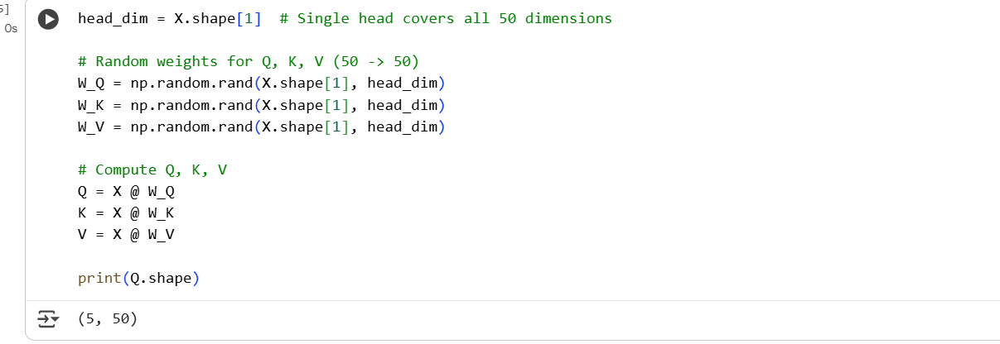 5]
0s
head_dim = X.shape[1]  # Single head covers all 50 dimensions
# Random weights for Q, K, V (50 -> 50)
W_Q = np.random.rand(X.shape[1], head_dim)
W_K = np.random.rand(X.shape[1], head_dim)
W_V = np.random.rand(X.shape[1], head_dim)
# Compute Q, K, V
Q = X @ W_Q
K = X @ W_K
V = X @ W_V
print(Q.shape)
(5, 50)